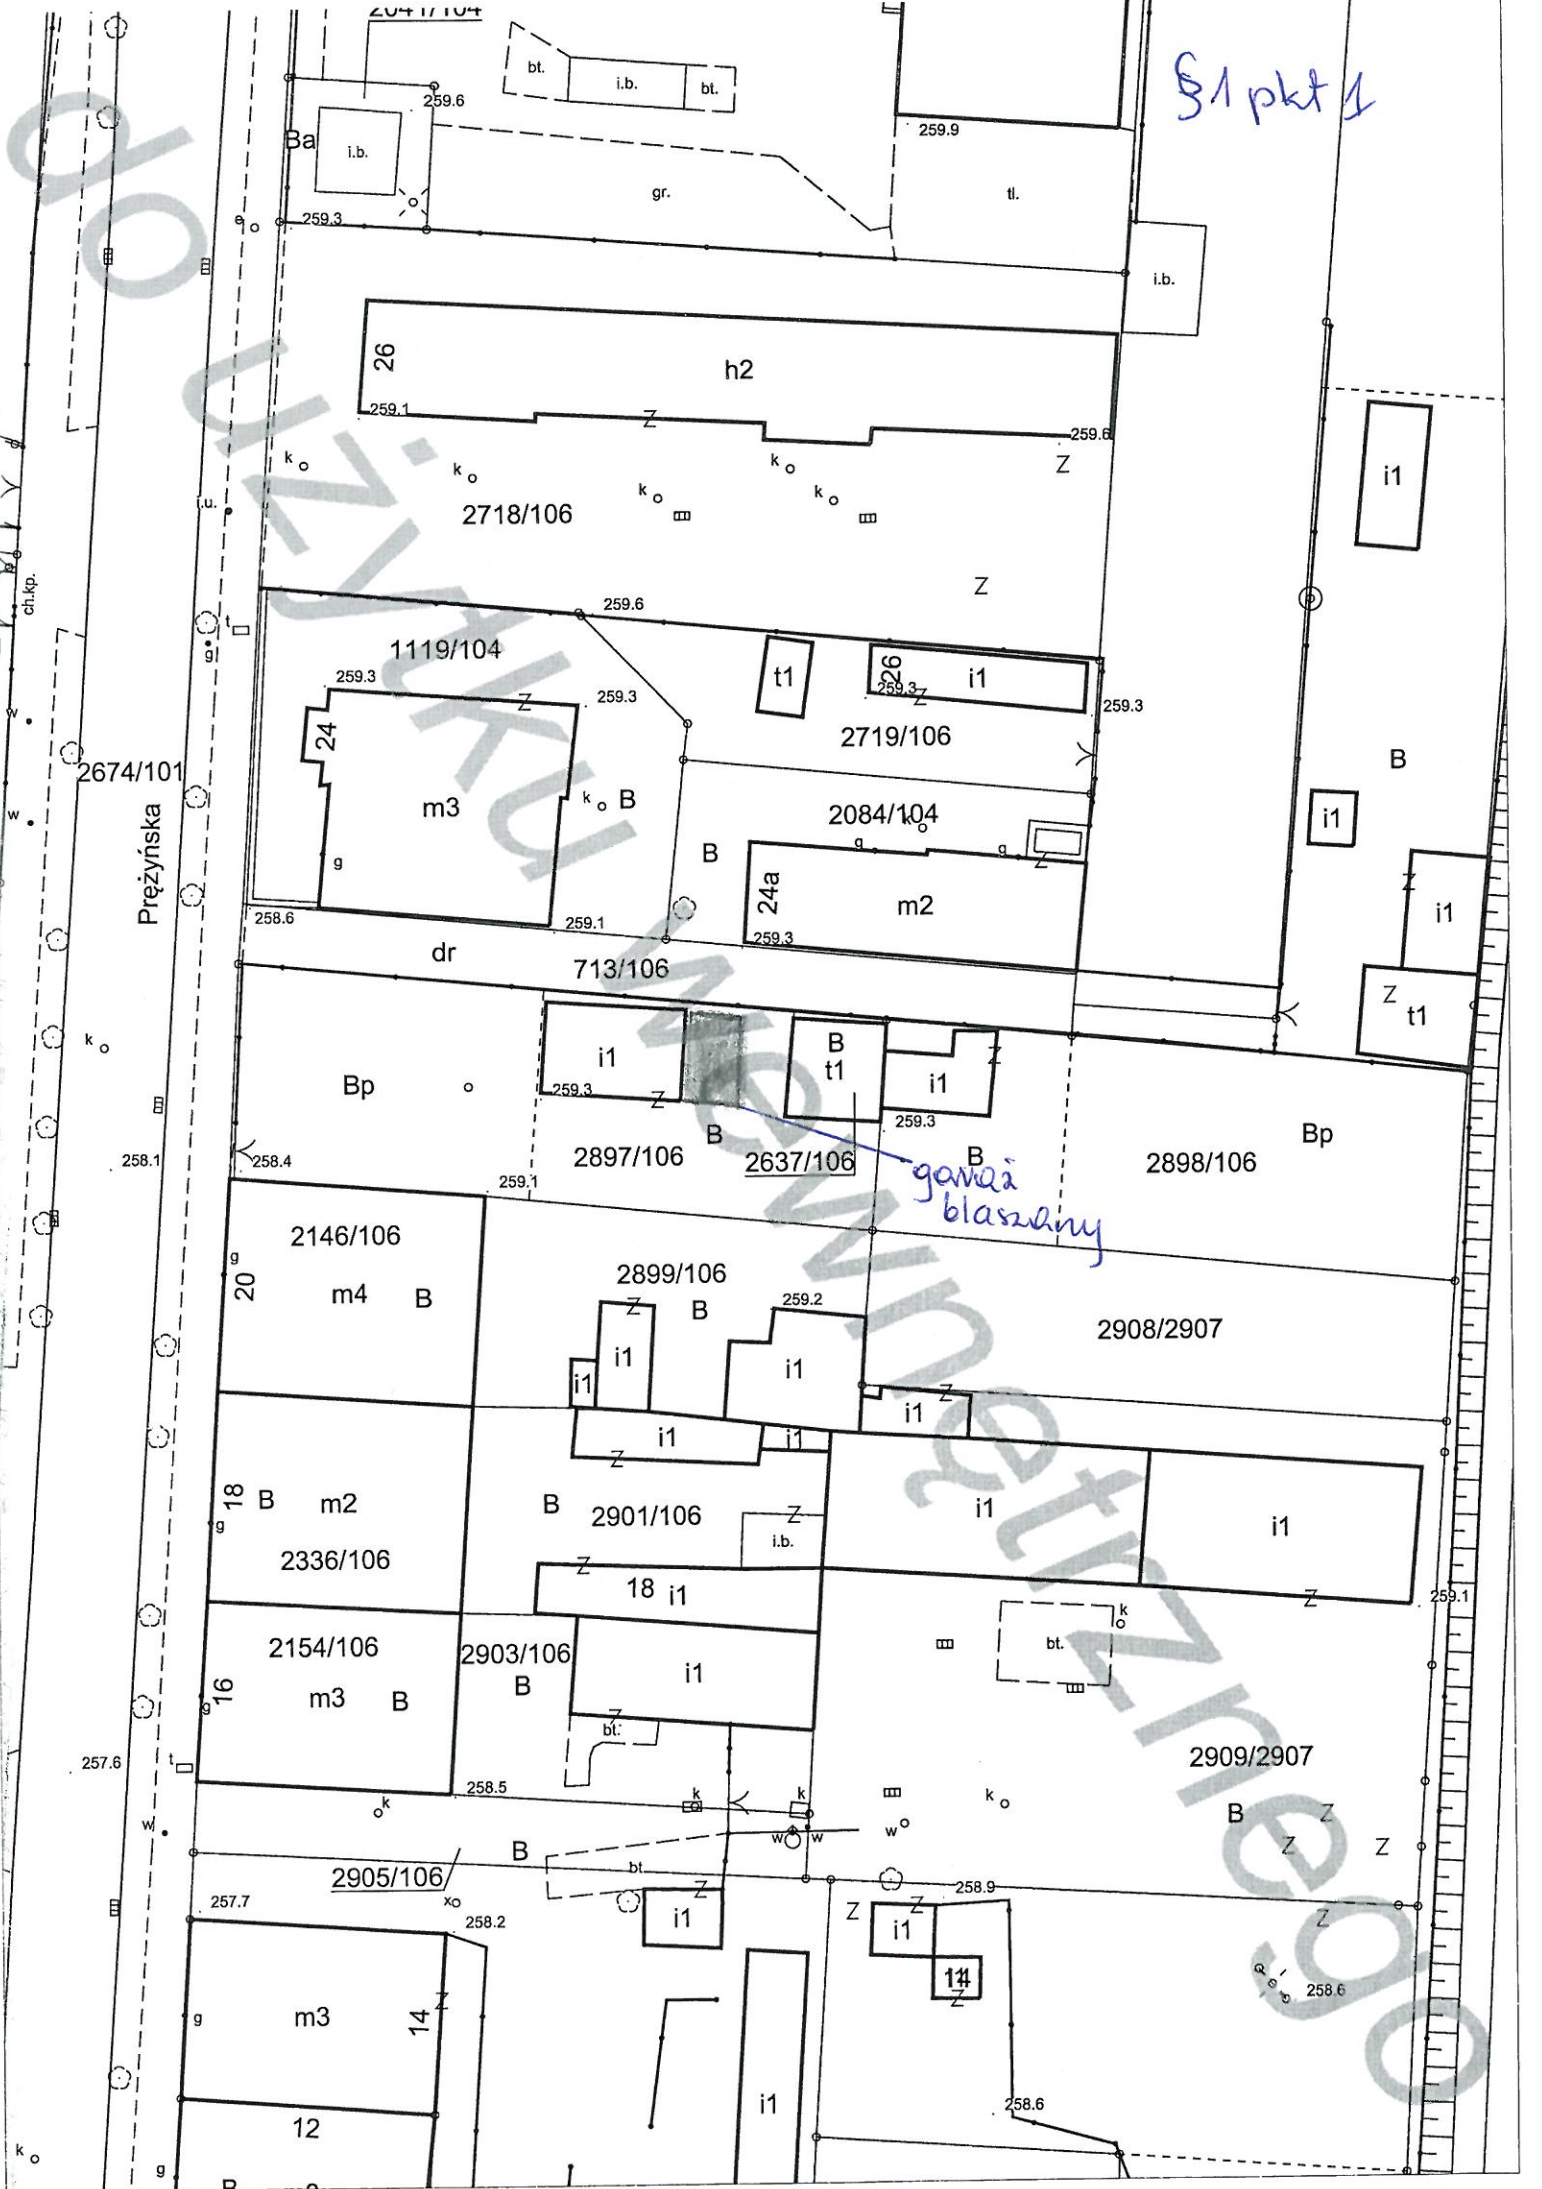 bt.
i.b.
bt.
§1 pkt 1
259.6
259.9
Ba
i.b.
gr.
tl.
259.3
e
i.b.
26
h2
259.1
Z
259.6
k
k
k
k
k
Z
i1
2718/106
i.u.
Z
ch.kp.
259.6
t
g
1119/104
t1
26
i1
259.3
259.3
259.3
Z
259.3
Z
w
24
2719/106
2674/101
B
m3
k
B
2084/104
i1
w
Prężyńska
g
B
24a
m2
Z
Z
i1
258.6
259.1
259.3
dr
713/106
Z
t1
k
i1
B
t1
Z
i1
Bp
259.3
Z
259.3
B
Bp
258.1
258.4
2897/106
2637/106
B
2898/106
259.1
garaż
blaszany
2146/106
g
20
m4
B
2899/106
B
259.2
Z
2908/2907
i1
i1
i1
Z
i1
i1
i1
Z
18
B
m2
B
2901/106
Z
i1
i1
g
i.b.
2336/106
Z
18
i1
Z
259.1
2154/106
2903/106
k
bt.
i1
16
m3
B
B
g
Z
bt.
257.6
t
2909/2907
258.5
k
k
k
k
B
Z
w
w
w
w
Z
Z
B
bt.
2905/106
258.9
257.7
x
258.2
Z
i1
Z
i1
Z
Z
14
Z
258.6
m3
14
Z
g
i1
258.6
12
k
g
do użytku wewnętrznego